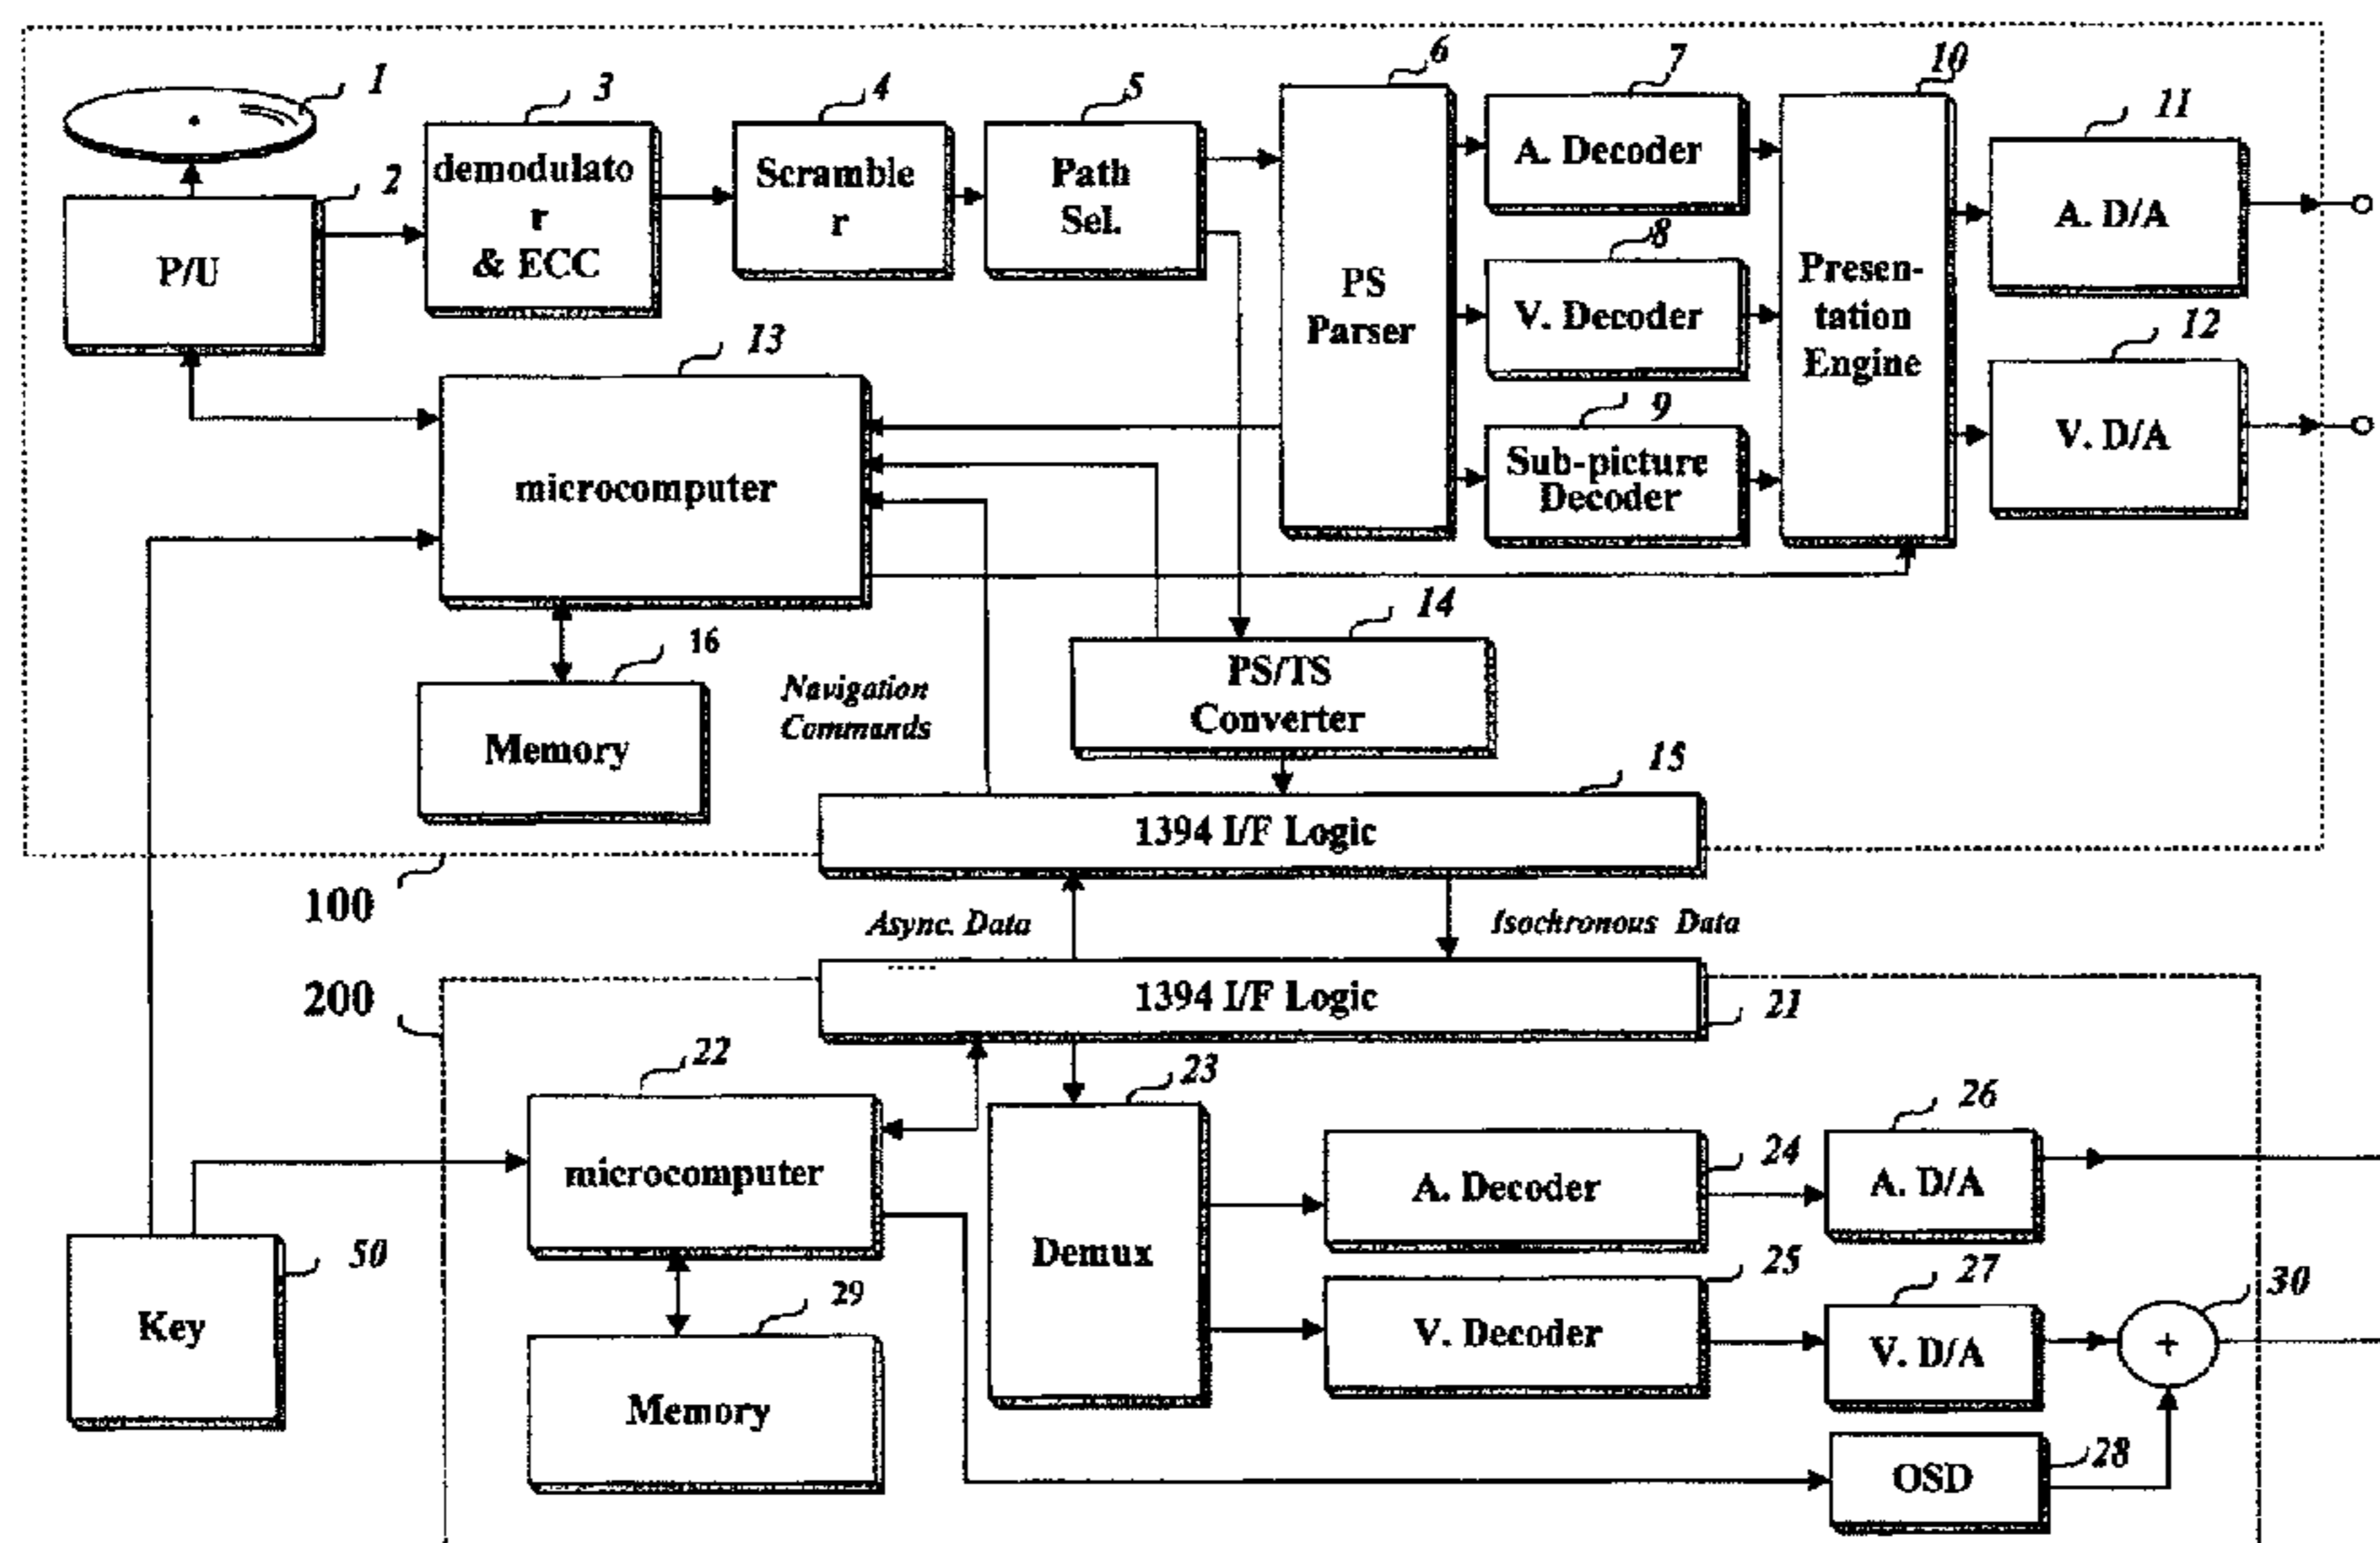 1
2
P/U
3
demodulato
r
& ECC
4
Scramble
r
5
Path
Sel.
6
PS
Parser
7
A. Decoder
8
V. Decoder
9
Sub-picture
Decoder
10
Presen-
tation
Engine
11
A. D/A
12
V. D/A
13
microcomputer
16
Memory
Navigation
Commands
14
PS/TS
Converter
15
1394 I/F Logic
100
Async. Data
Isochronous Data
200
1394 I/F Logic
21
22
microcomputer
29
Memory
50
Key
23
Demux
24
A. Decoder
25
V. Decoder
26
A. D/A
27
V. D/A
30
+
28
OSD